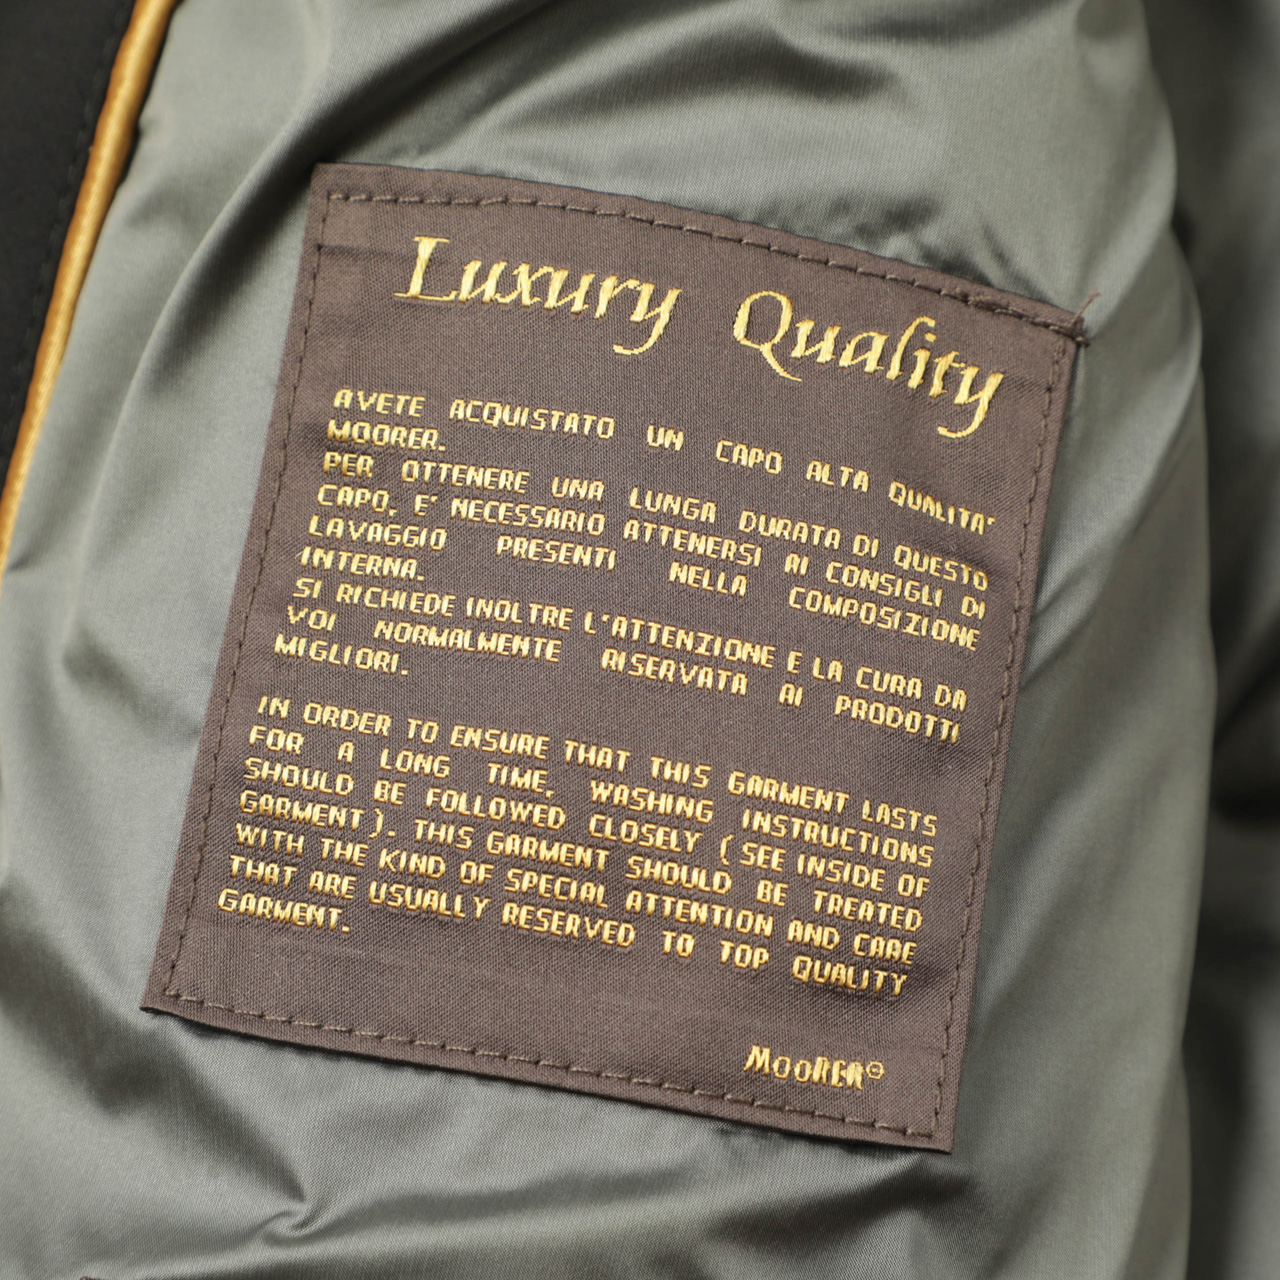 Luxury Quality
AVETE ACQUISTATO UN CAPO ALTA QUALITA'
MOORER.
PER OTTENERE UNA LUNGA DURATA DI QUESTO
CAPO, E' NECESSARIO ATTENERSI AI CONSIGLI DI
LAVAGGIO PRESENTI NELLA COMPOSIZIONE
INTERNA.
SI RICHIEDE INOLTRE L'ATTENZIONE E LA CURA DA
VOI NORMALMENTE RISERVATA AI PRODOTTI
MIGLIORI.
IN ORDER TO ENSURE THAT THIS GARMENT LASTS
FOR A LONG TIME, WASHING INSTRUCTIONS
SHOULD BE FOLLOWED CLOSELY (SEE INSIDE OF
GARMENT). THIS GARMENT SHOULD BE TREATED
WITH THE KIND OF SPECIAL ATTENTION AND CARE
THAT ARE USUALLY RESERVED TO TOP QUALITY
GARMENT.
MOORER®